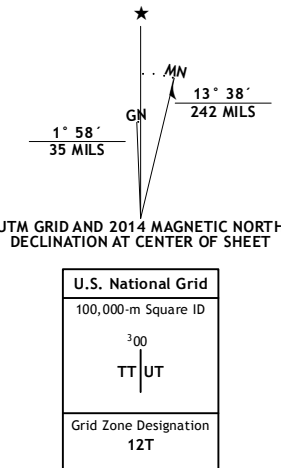 ★
MN
13° 38´
242 MILS
GN
1° 58´
35 MILS
UTM GRID AND 2014 MAGNETIC NORTH
DECLINATION AT CENTER OF SHEET
U.S. National Grid
100,000-m Square ID
³00
TT UT
Grid Zone Designation
12T